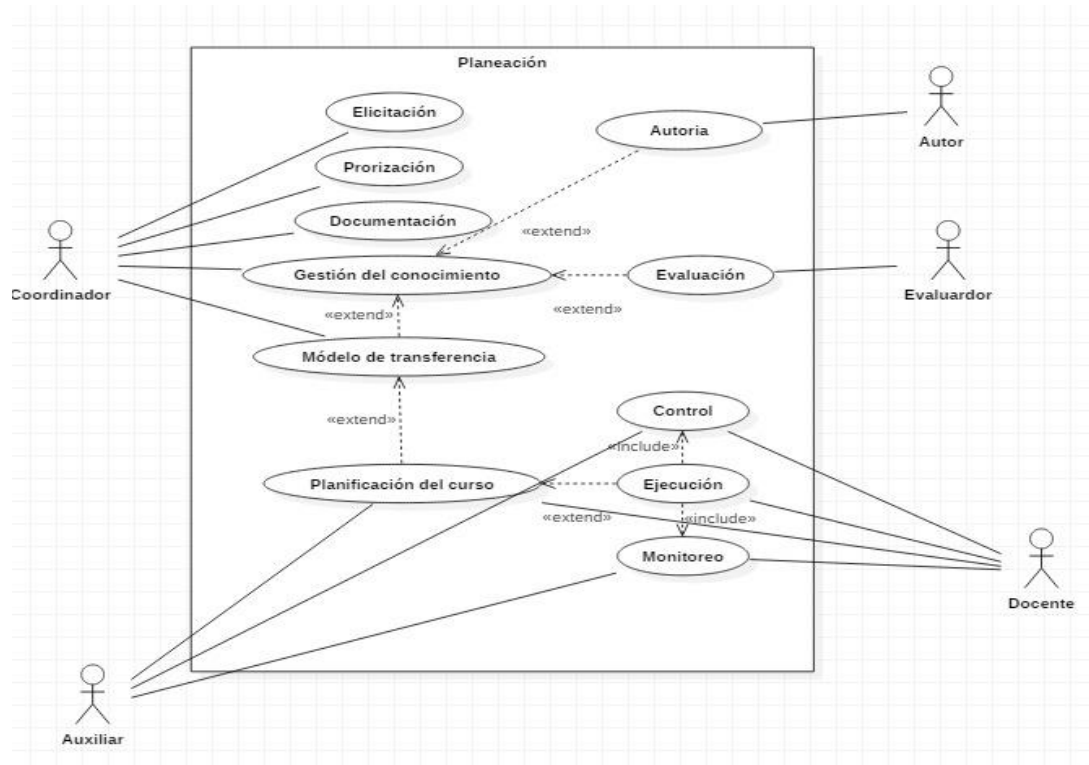 Planeación
Elicitación
Autoria
Autor
Prorización
Documentación
«extend»
Coordinador
Gestión del conocimiento
Evaluación
Evaluardor
«extend»
«extend»
Módelo de transferencia
«extend»
Control
«include»
Planificación del curso
Ejecución
«extend»
«include»
Monitoreo
Docente
Auxiliar